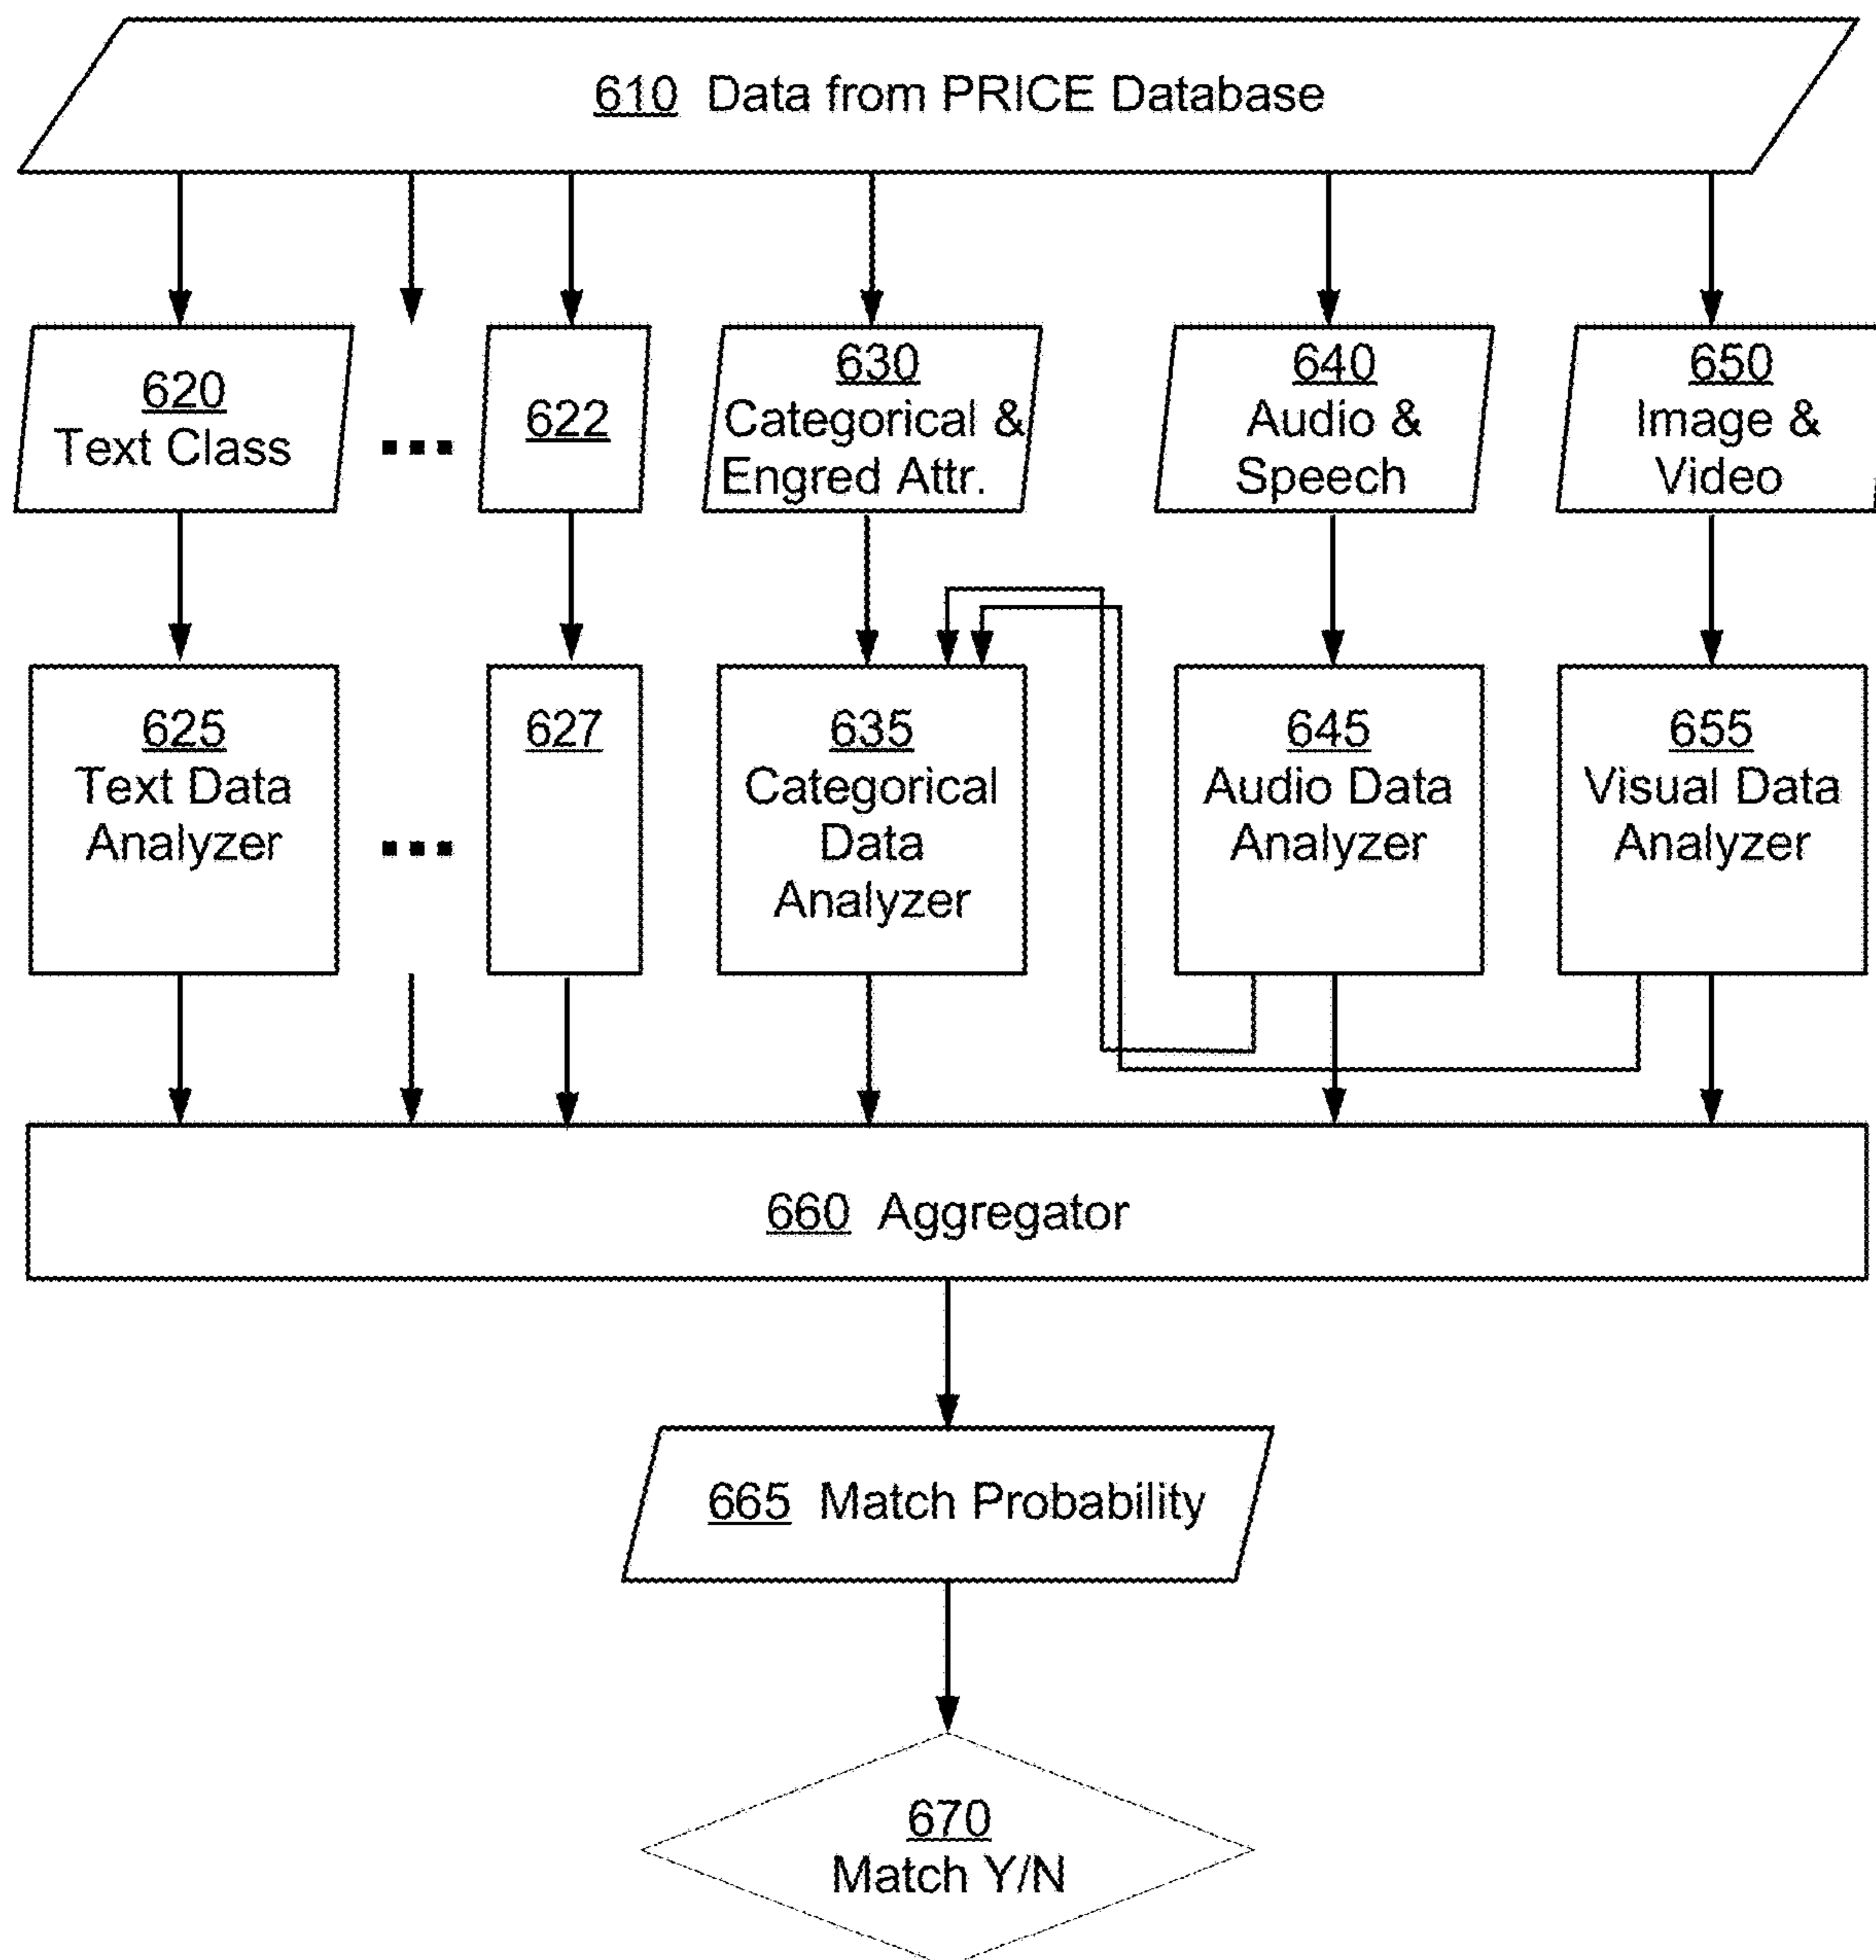 610 Data from PRICE Database
620
Text Class
...
622
630
Categorical &
Engred Attr.
640
Audio &
Speech
650
Image &
Video
625
Text Data
Analyzer
...
627
635
Categorical
Data
Analyzer
645
Audio Data
Analyzer
655
Visual Data
Analyzer
660 Aggregator
665 Match Probability
670
Match Y/N